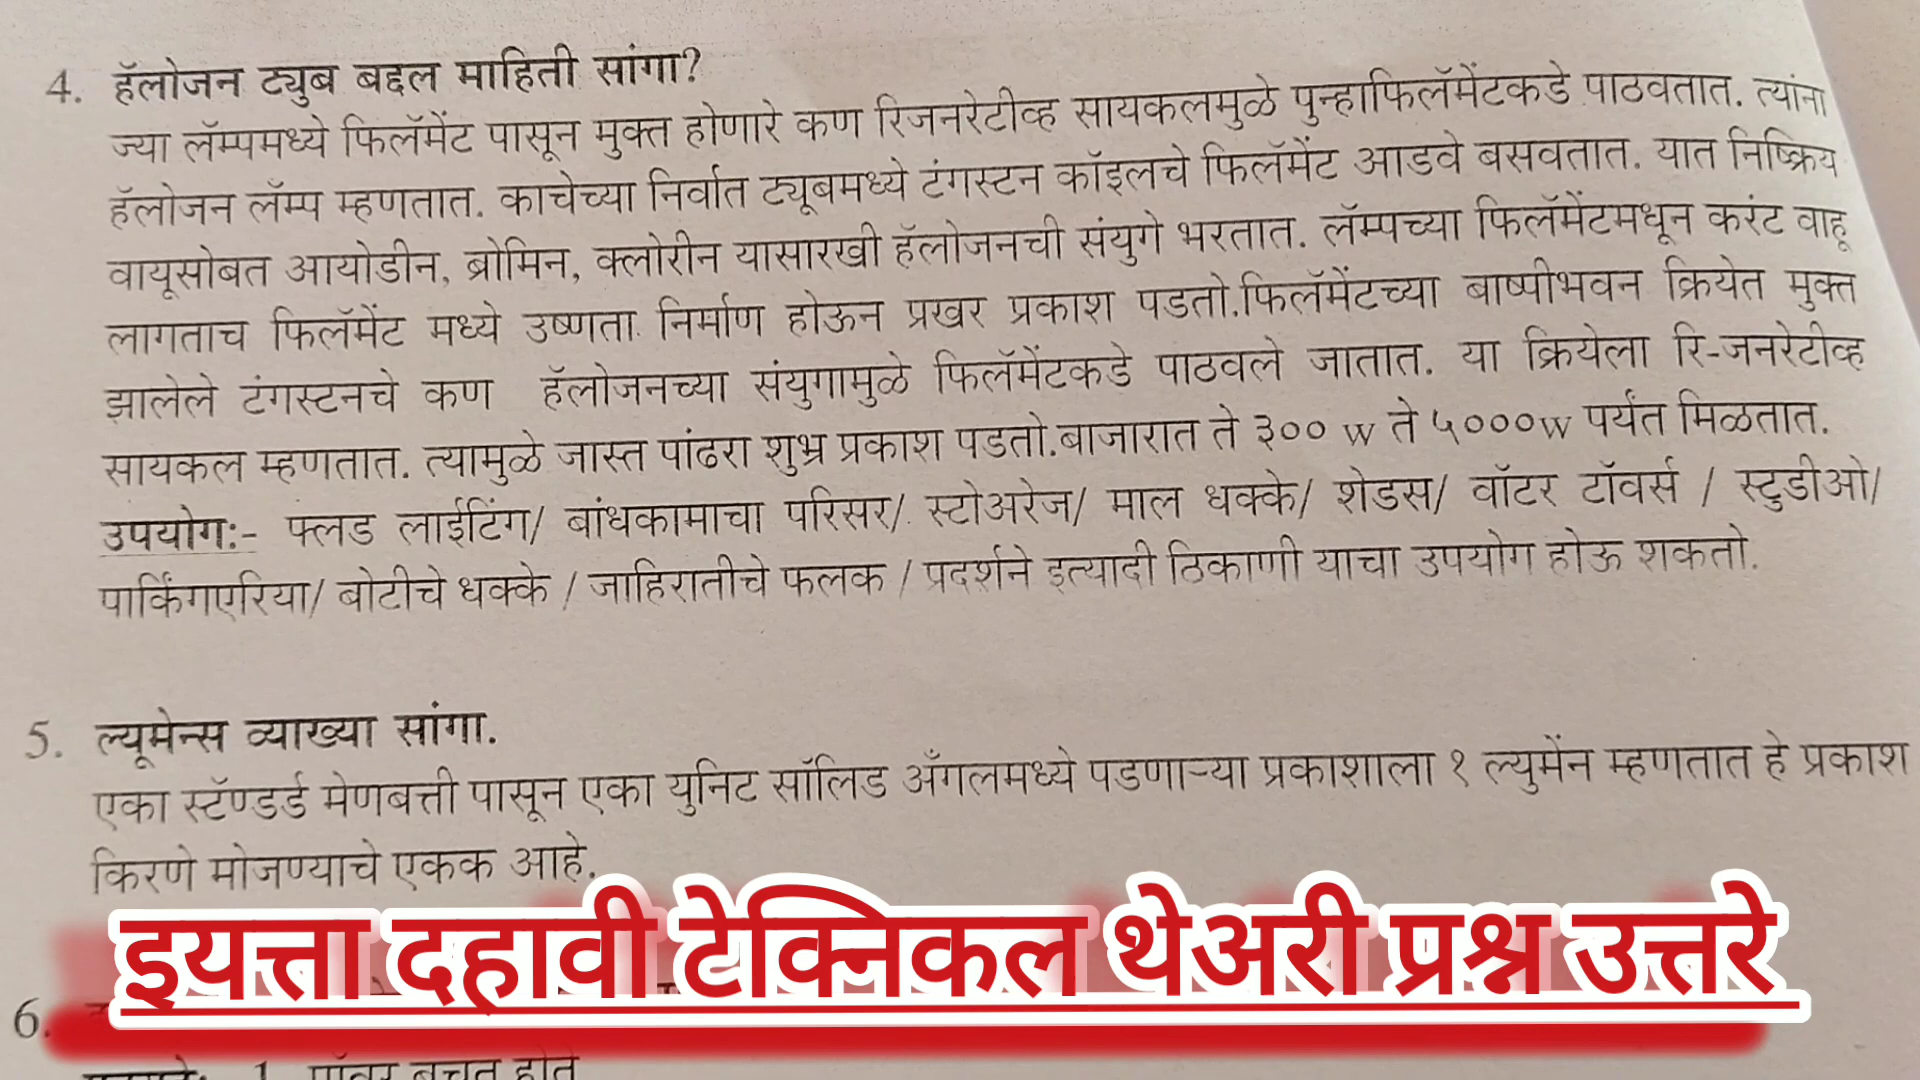 4. हॅलोजन ट्युब बद्दल माहिती सांगा?
ज्या लॅम्पमध्ये फिलॅमेंट पासून मुक्त होणारे कण रिजनरेटीव्ह सायकलमुळे पुन्हाफिलॅमेंटकडे पाठवतात. त्यांना
हॅलोजन लॅम्प म्हणतात. काचेच्या निर्वात ट्यूबमध्ये टंगस्टन कॉइलचे फिलॅमेंट आडवे बसवतात. यात निष्क्रिय
वायूसोबत आयोडीन, ब्रोमिन, क्लोरीन यासारखी हॅलोजनची संयुगे भरतात. लॅम्पच्या फिलॅमेंटमधून करंट वाहू
लागताच फिलॅमेंट मध्ये उष्णता निर्माण होऊन प्रखर प्रकाश पडतो.फिलॅमेंटच्या बाष्पीभवन क्रियेत मुक्त
झालेले टंगस्टनचे कण हॅलोजनच्या संयुगामुळे फिलॅमेंटकडे पाठवले जातात. या क्रियेला रि-जनरेटीव्ह
सायकल म्हणतात. त्यामुळे जास्त पांढरा शुभ्र प्रकाश पडतो.बाजारात ते ३०० w ते ५०००w पर्यंत मिळतात.
उपयोग:- फ्लड लाईटिंग/ बांधकामाचा परिसर/ स्टोअरेज/ माल धक्के/ शेडस/ वॉटर टॉवर्स / स्टुडीओ/
पार्किंगएरिया/ बोटीचे धक्के / जाहिरातीचे फलक / प्रदर्शने इत्यादी ठिकाणी याचा उपयोग होऊ शकतो.
5. ल्यूमेन्स व्याख्या सांगा.
एका स्टॅण्डर्ड मेणबत्ती पासून एका युनिट सॉलिड अँगलमध्ये पडणाऱ्या प्रकाशाला १ ल्युमेंन म्हणतात हे प्रकाश
किरणे मोजण्याचे एकक आहे.
इयत्ता दहावी टेक्निकल थेअरी प्रश्न उत्तरे
6.
1. पॉवर बचत होते